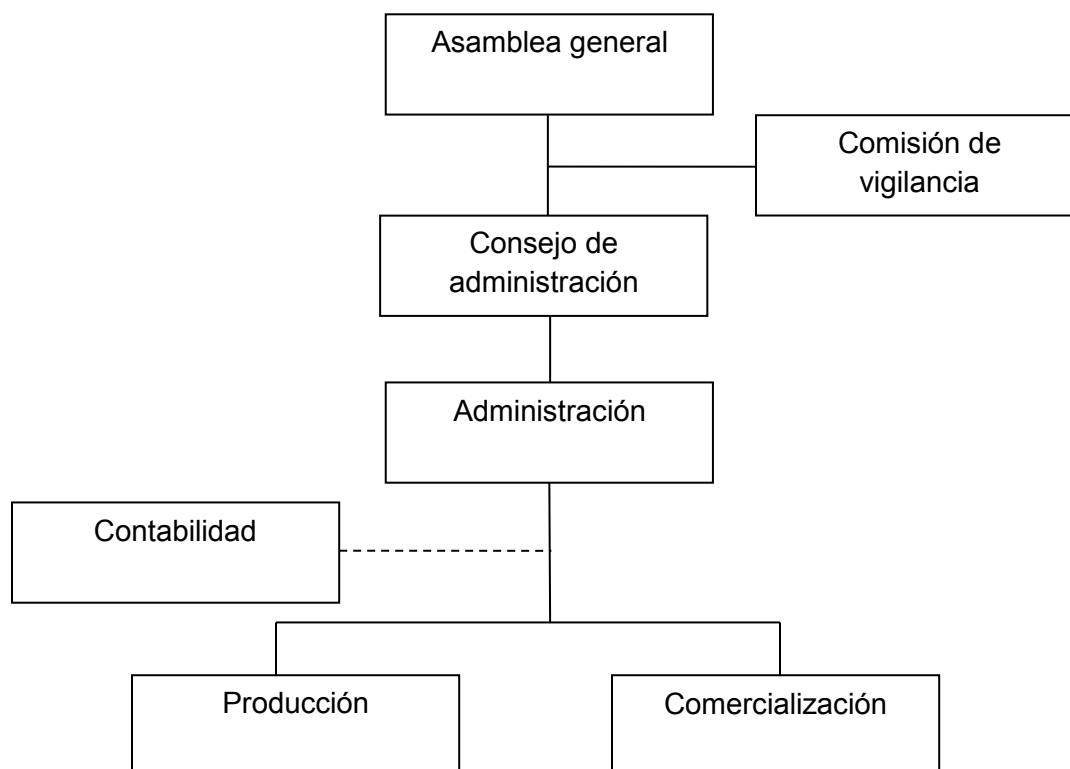 Asamblea general
Comisión de
vigilancia
Consejo de
administración
Administración
Contabilidad
Producción
Comercialización